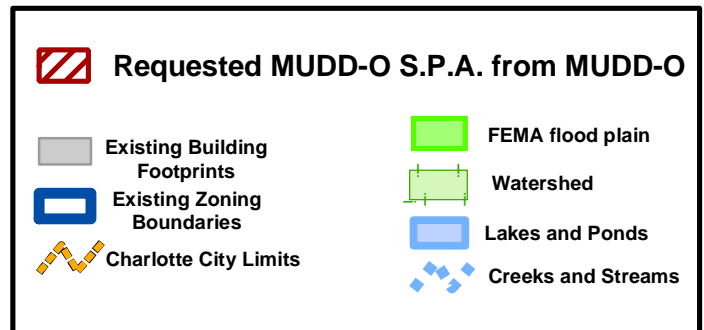 Requested MUDD-O S.P.A. from MUDD-O
Existing Building
Footprints
Existing Zoning
Boundaries
Charlotte City Limits
FEMA flood plain
Watershed
Lakes and Ponds
Creeks and Streams